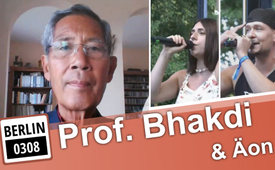 BERLIN
0308
Prof. Bhakdi
& Äon